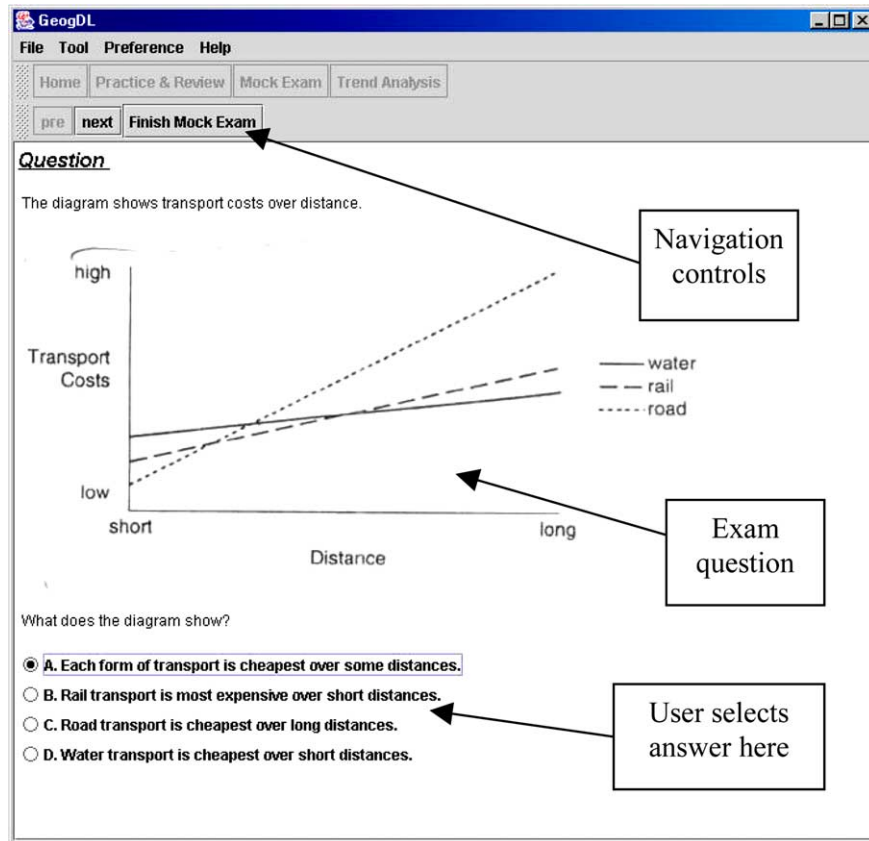 GeogDL
File Tool Preference Help
Home Practice & Review Mock Exam Trend Analysis
pre next Finish Mock Exam
Question
The diagram shows transport costs over distance.
Navigation
controls
high
Transport
Costs
low
water
rail
road
short
long
Distance
Exam
question
What does the diagram show?
A. Each form of transport is cheapest over some distances.
B. Rail transport is most expensive over short distances.
C. Road transport is cheapest over long distances.
D. Water transport is cheapest over short distances.
User selects
answer here